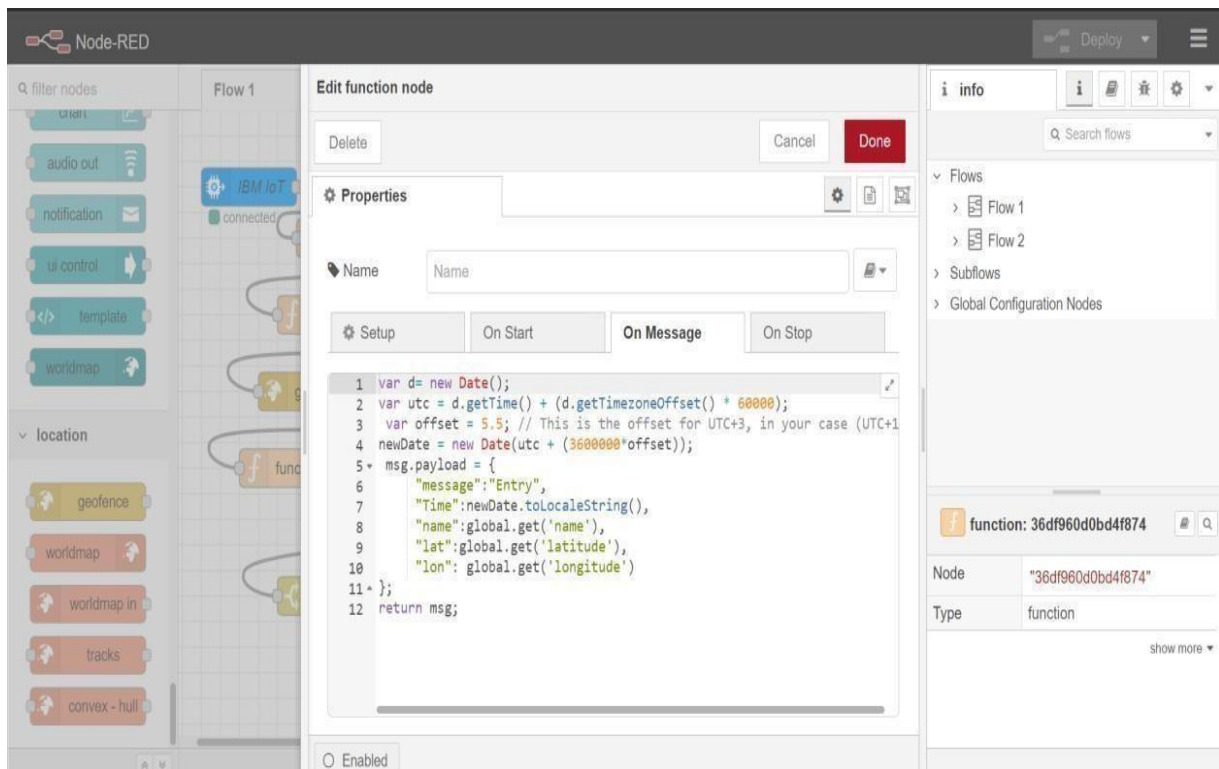 Node-RED
Deploy
filter nodes
chart
audio out
notification
ui control
</> template
worldmap
location
geofence
worldmap
worldmap in
tracks
convex - hull
Flow 1
IBM IoT
connected
g
func
Edit function node
Delete
Cancel
Done
Properties
Name
Name
Setup
On Start
On Message
On Stop
1 var d= new Date();
2 var utc = d.getTime() + (d.getTimezoneOffset() * 60000);
3 var offset = 5.5; // This is the offset for UTC+3, in your case (UTC+1
4 newDate = new Date(utc + (3600000*offset));
5 msg.payload = {
6 "message":"Entry",
7 "Time":newDate.toLocaleString(),
8 "name":global.get('name'),
9 "lat":global.get('latitude'),
10 "lon": global.get('longitude')
11 };
12 return msg;
Enabled
i info
i
Search flows
Flows
Flow 1
Flow 2
Subflows
Global Configuration Nodes
f function: 36df960d0bd4f874
Node "36df960d0bd4f874"
Type function
show more